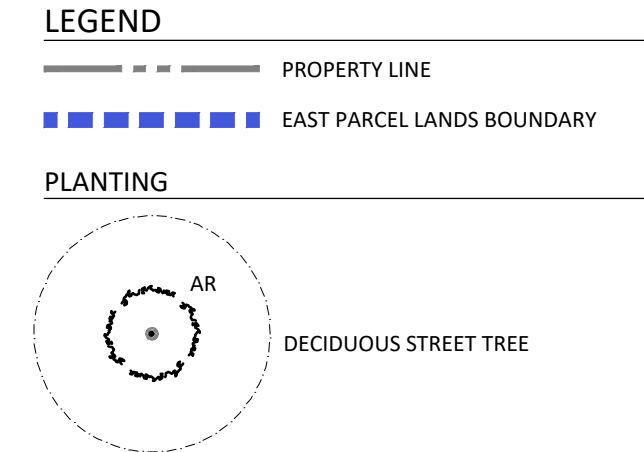 LEGEND
PROPERTY LINE
EAST PARCEL LANDS BOUNDARY
PLANTING
AR
DECIDUOUS STREET TREE